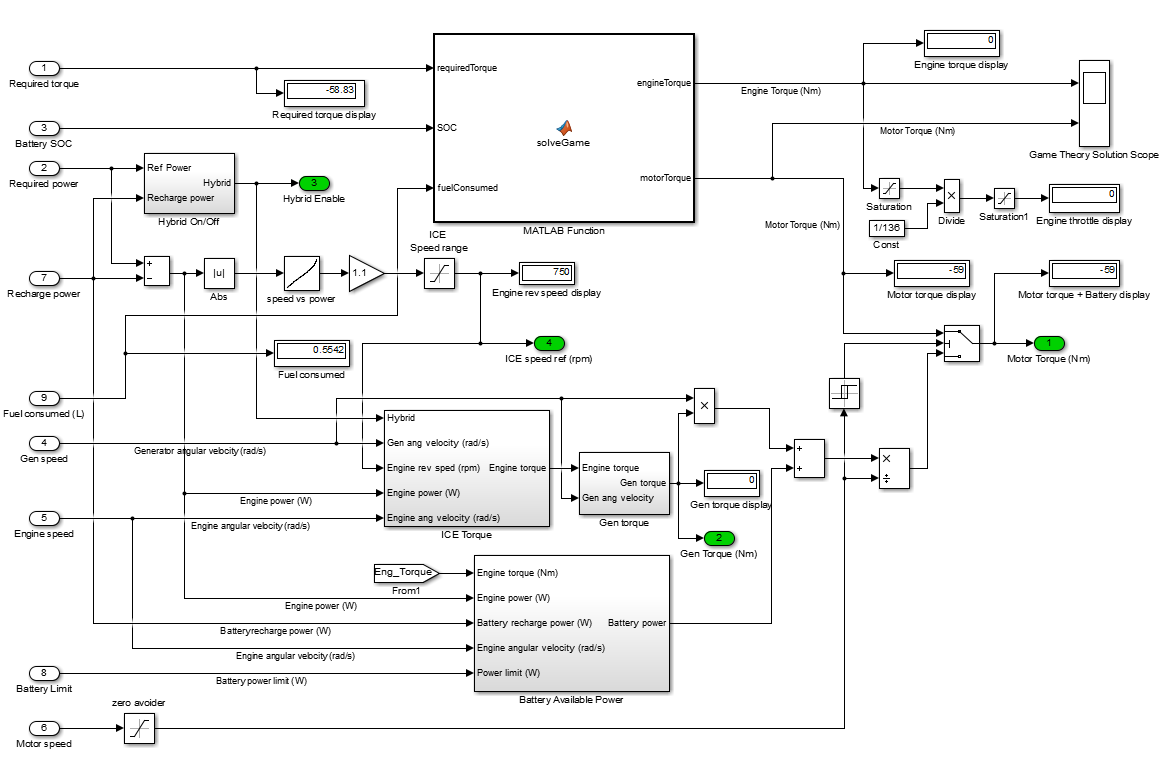 0
Engine torque display
1
Required torque
requiredTorque
-58.83
Required torque display
engineTorque
Engine Torque (Nm)
3
Battery SOC
SOC
solveGame
Motor Torque (Nm)
Game Theory Solution Scope
2
Required power
Ref Power
Hybrid
Recharge power
Hybrid On/Off
3
Hybrid Enable
fuelConsumed
motorTorque
MATLAB Function
Saturation
1/136
Const
×
Divide
Saturation1
0
Engine throttle display
Motor Torque (Nm)
ICE
Speed range
+
−
7
Recharge power
|u|
Abs
speed vs power
1.1
750
Engine rev speed display
-59
Motor torque display
-59
Motor torque + Battery display
0.5542
Fuel consumed
4
ICE speed ref (rpm)
1
Motor Torque (Nm)
9
Fuel consumed (L)
×
4
Gen speed
Generator angular velocity(rad/s)
Hybrid
Gen ang velocity (rad/s)
Engine rev sped (rpm)
Engine torque
Engine power (W)
Engine ang velocity (rad/s)
ICE Torque
Engine torque
Gen torque
Gen ang velocity
Gen torque
+
+
×
÷
0
Gen torque display
Engine power (W)
5
Engine speed
Engine angular velocity(rad/s)
2
Gen Torque (Nm)
Eng_Torque
From1
Engine torque (Nm)
Engine power (W)
Engine power (W)
Battery recharge power (W)
Battery power
Batteryrecharge power (W)
Engine angular velocity (rad/s)
Engine angular velocity(rad/s)
8
Battery Limit
Battery power limit (W)
Power limit (W)
Battery Available Power
zero avoider
6
Motor speed